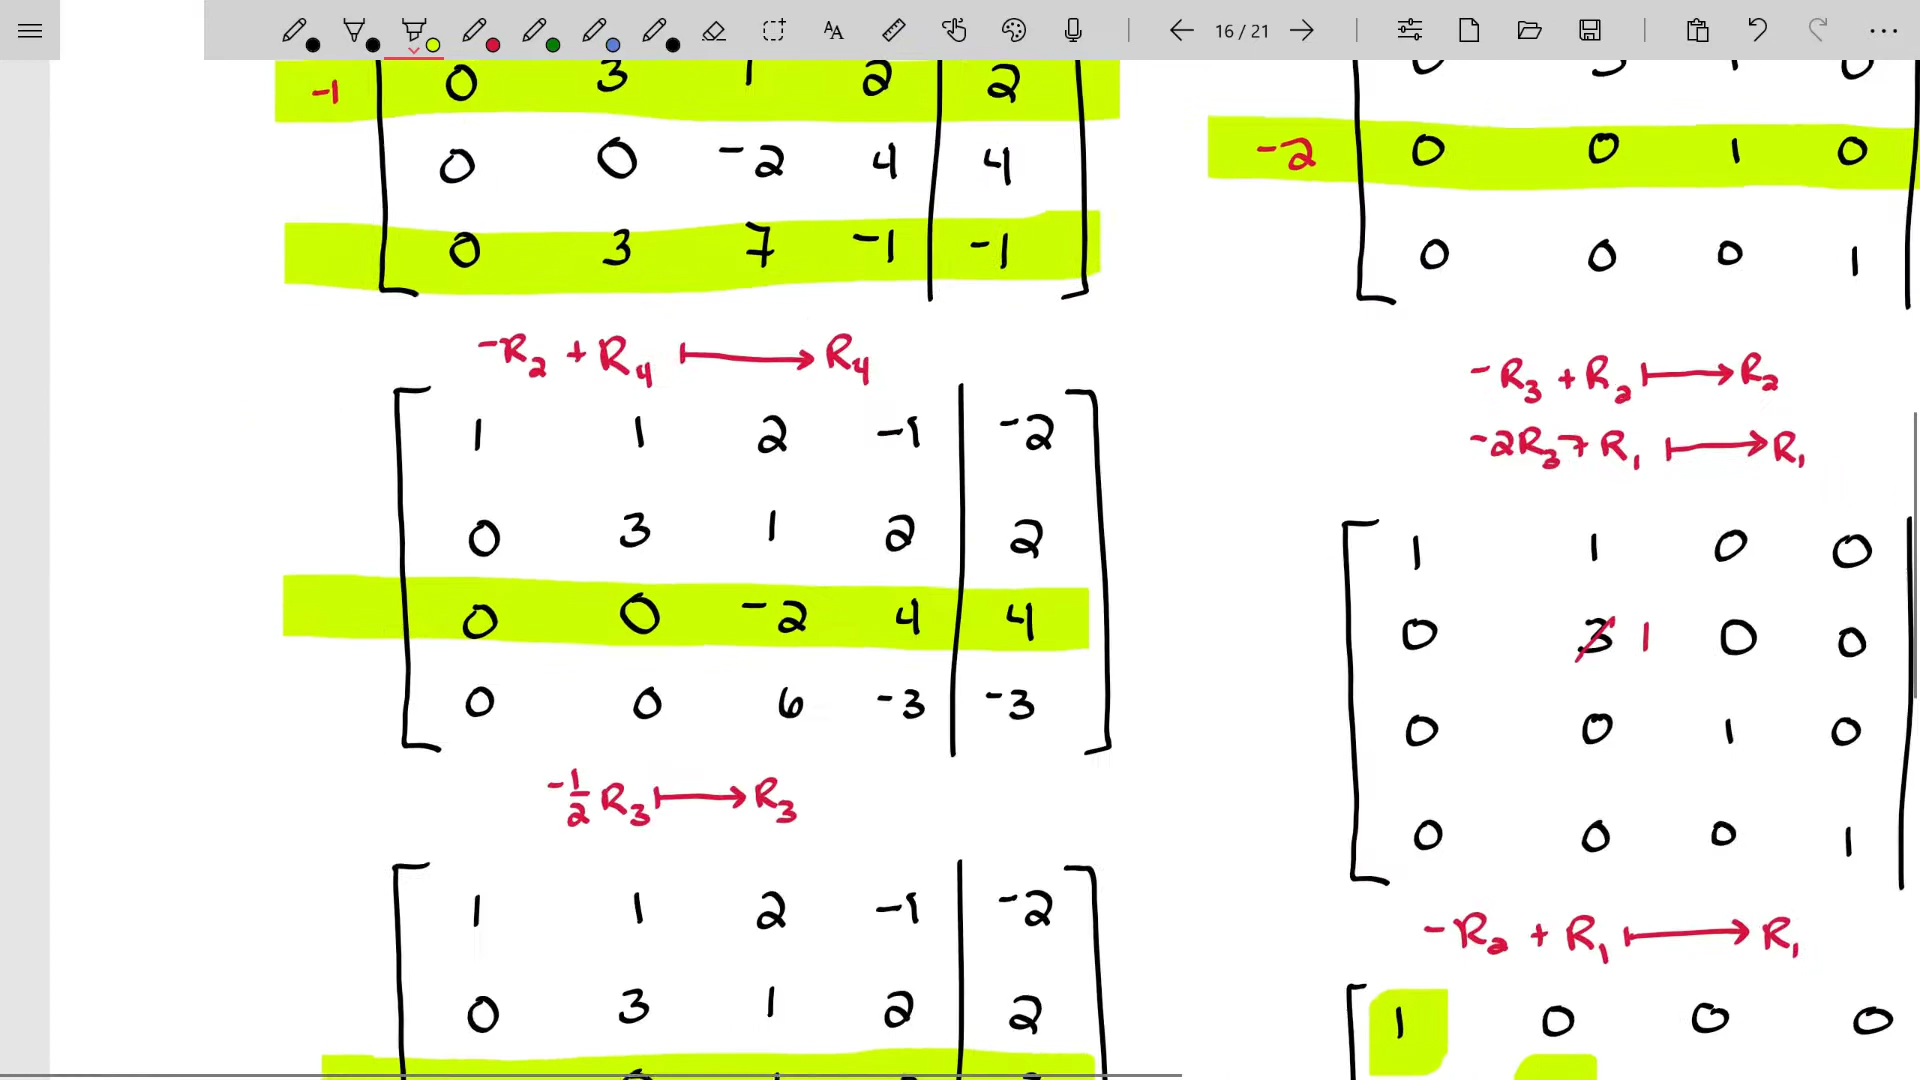 16 / 21
-1 0 3 1 2 2
0 0 -2 4 4
0 3 7 -1 -1
-R2 + R4 ↦ R4
1 1 2 -1 -2
0 3 1 2 2
0 0 -2 4 4
0 0 6 -3 -3
-1/2 R3 ↦ R3
1 1 2 -1 -2
0 3 1 2 2
-2 0 0 1 0
0 0 0 1
-R3 + R2 ↦ R2
-2R3 + R1 ↦ R1
1 1 0 0
0 3 1 0 0
0 0 1 0
0 0 0 1
-R2 + R1 ↦ R1
1 0 0 0